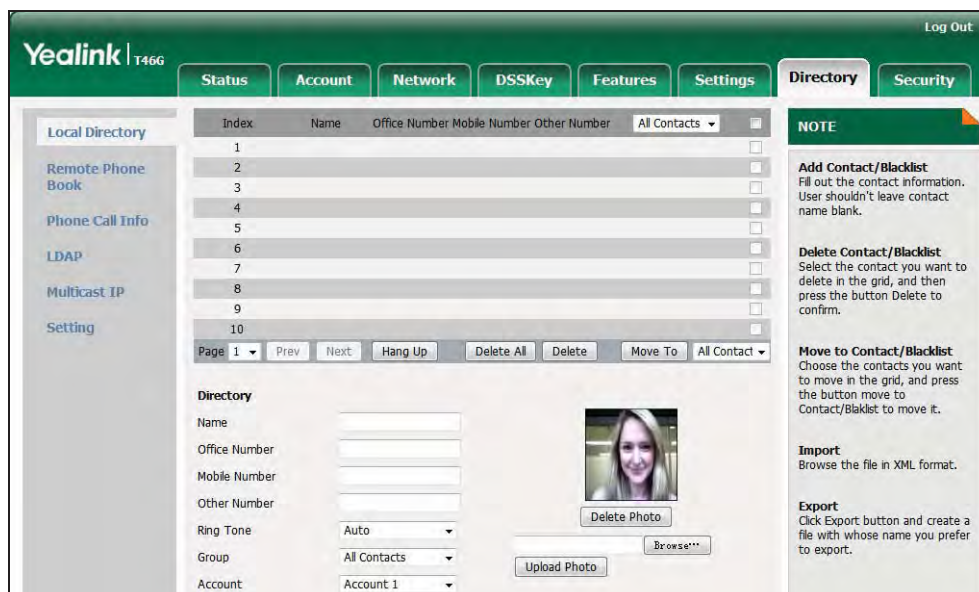 Log Out
Yealink | T46G
Status Account Network DSSKey Features Settings Directory Security
Local Directory
Remote Phone
Book
Phone Call Info
LDAP
Multicast IP
Setting
Index Name Office Number Mobile Number Other Number All Contacts
1
2
3
4
5
6
7
8
9
10
Page 1 Prev Next Hang Up Delete All Delete Move To All Contact
Directory
Name
Office Number
Mobile Number
Other Number
Ring Tone Auto
Group All Contacts
Account Account 1
Delete Photo
Browse...
Upload Photo
NOTE
Add Contact/Blacklist
Fill out the contact information.
User shouldn't leave contact
name blank.
Delete Contact/Blacklist
Select the contact you want to
delete in the grid, and then
press the button Delete to
confirm.
Move to Contact/Blacklist
Choose the contacts you want
to move in the grid, and press
the button move to
Contact/Blaklist to move it.
Import
Browse the file in XML format.
Export
Click Export button and create a
file with whose name you prefer
to export.